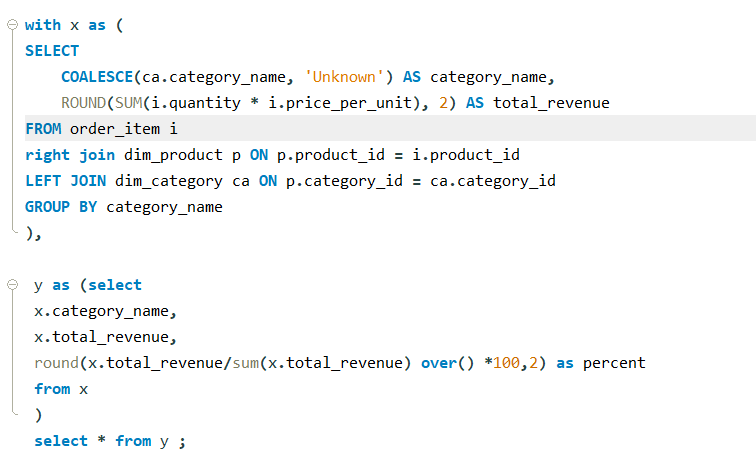 with x as (
SELECT
COALESCE(ca.category_name, 'Unknown') AS category_name,
ROUND(SUM(i.quantity * i.price_per_unit), 2) AS total_revenue
FROM order_item i
right join dim_product p ON p.product_id = i.product_id
LEFT JOIN dim_category ca ON p.category_id = ca.category_id
GROUP BY category_name
),
y as (select
x.category_name,
x.total_revenue,
round(x.total_revenue/sum(x.total_revenue) over() *100,2) as percent
from x
)
select * from y ;